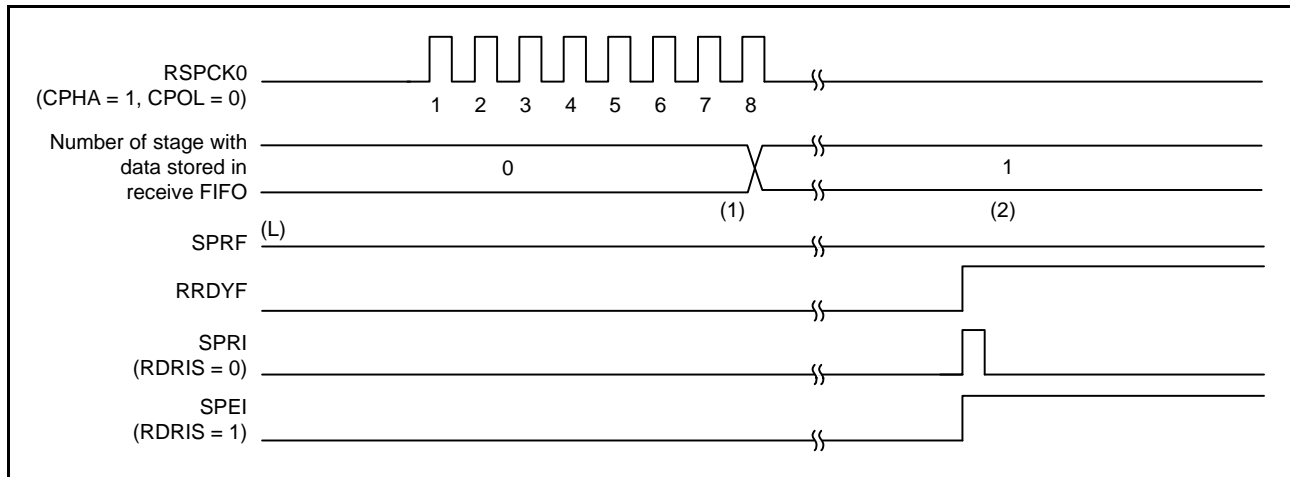 RSPCK0
(CPHA = 1, CPOL = 0)
1 2 3 4 5 6 7 8
Number of stage with
data stored in
receive FIFO
0
1
(1)
(2)
SPRF
(L)
RRDYF
SPRI
(RDRIS = 0)
SPEI
(RDRIS = 1)